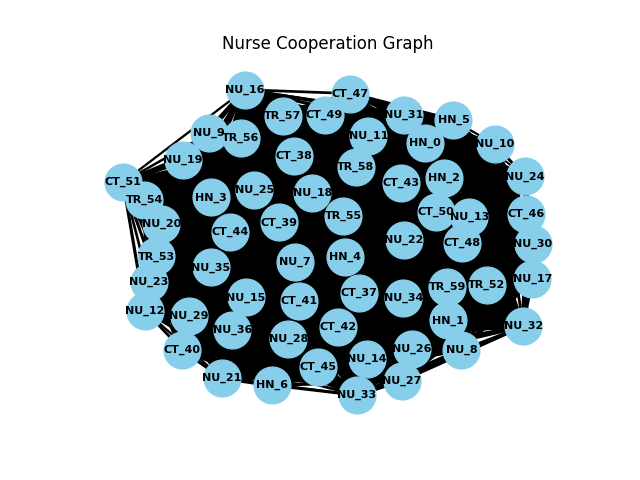 Nurse Cooperation Graph
NU_16
CT_47
TR_57
CT_49
NU_31
HN_5
NU_9
TR_56
NU_11
HN_0
NU_10
NU_19
CT_38
TR_58
CT_51
CT_43
HN_2
NU_24
TR_54
HN_3
NU_25
NU_18
NU_20
CT_39
TR_55
CT_50
NU_13
CT_46
CT_44
NU_22
CT_48
NU_30
TR_53
NU_35
NU_7
HN_4
NU_23
NU_17
NU_15
CT_41
CT_37
NU_34
TR_59
TR_52
NU_12
NU_29
NU_36
CT_42
HN_1
NU_32
CT_40
NU_28
NU_14
NU_26
NU_8
NU_21
HN_6
CT_45
NU_33
NU_27